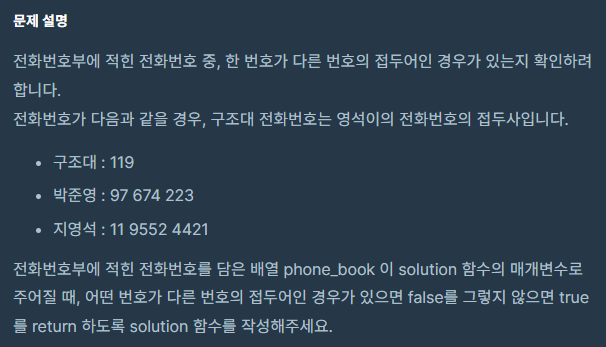 문제 설명
전화번호부에 적힌 전화번호 중, 한 번호가 다른 번호의 접두어인 경우가 있는지 확인하려
합니다.
전화번호가 다음과 같을 경우, 구조대 전화번호는 영석이의 전화번호의 접두사입니다.
• 구조대 : 119
• 박준영 : 97 674 223
• 지영석 : 11 9552 4421
전화번호부에 적힌 전화번호를 담은 배열 phone_book 이 solution 함수의 매개변수로
주어질 때, 어떤 번호가 다른 번호의 접두어인 경우가 있으면 false를 그렇지 않으면 true
를 return 하도록 solution 함수를 작성해주세요.